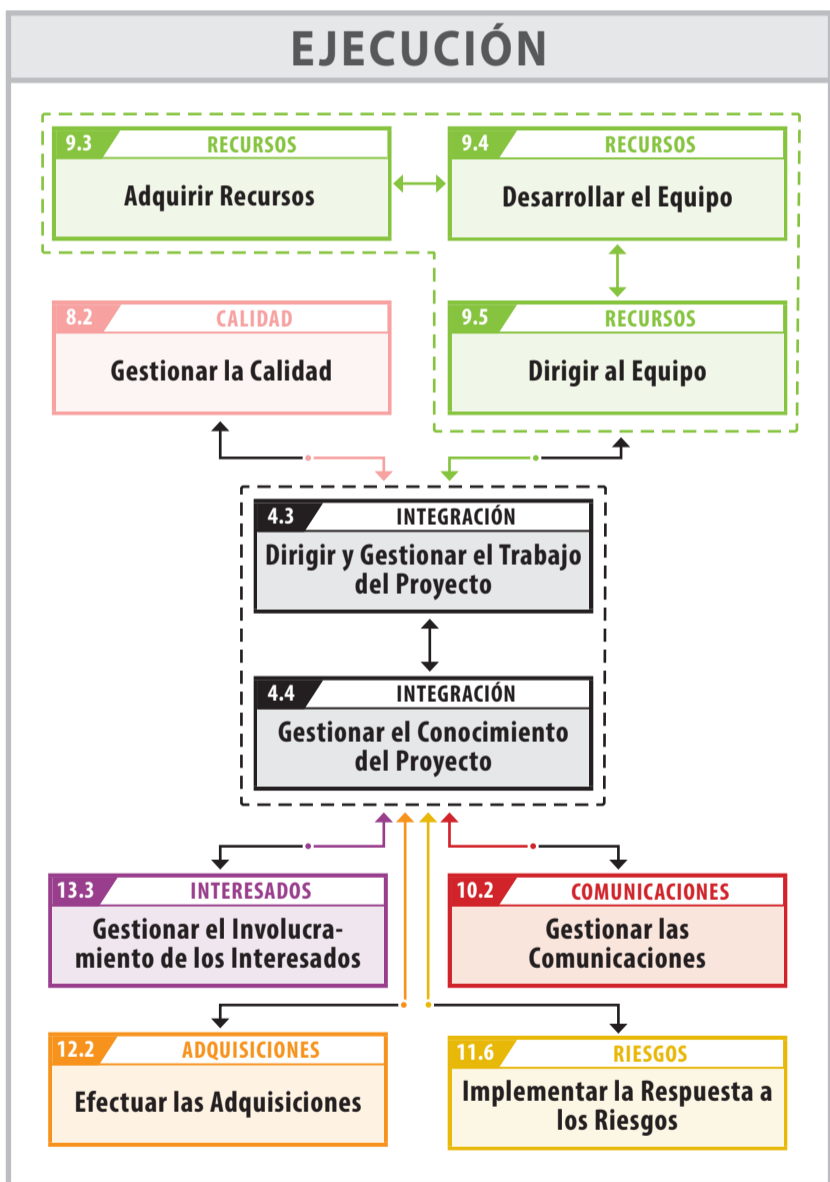 EJECUCIÓN
9.3 RECURSOS
Adquirir Recursos
9.4 RECURSOS
Desarrollar el Equipo
8.2 CALIDAD
Gestionar la Calidad
9.5 RECURSOS
Dirigir al Equipo
4.3 INTEGRACIÓN
Dirigir y Gestionar el Trabajo
del Proyecto
4.4 INTEGRACIÓN
Gestionar el Conocimiento
del Proyecto
13.3 INTERESADOS
Gestionar el Involucra-
miento de los Interesados
10.2 COMUNICACIONES
Gestionar las
Comunicaciones
12.2 ADQUISICIONES
Efectuar las Adquisiciones
11.6 RIESGOS
Implementar la Respuesta a
los Riesgos